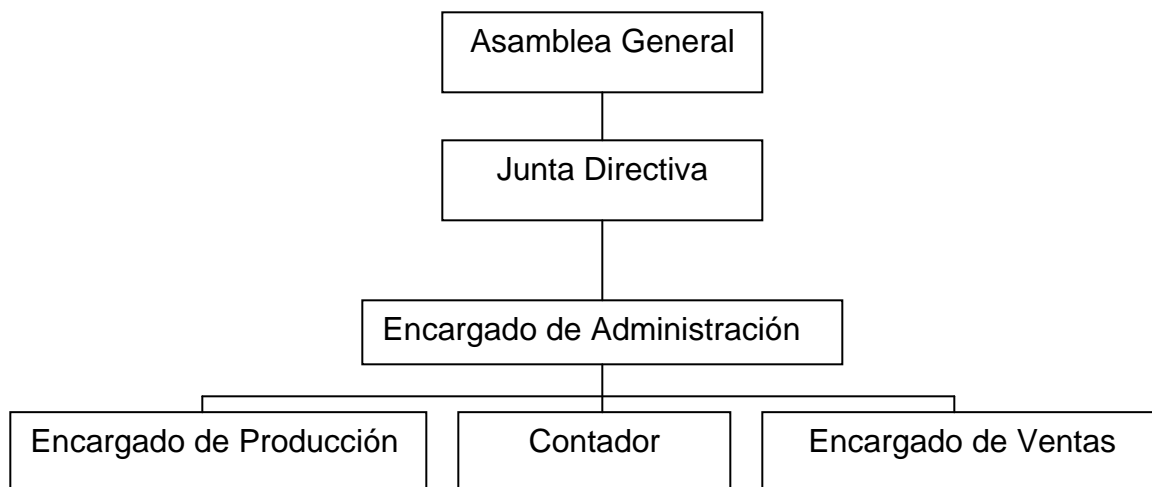 Asamblea General
Junta Directiva
Encargado de Administración
Encargado de Producción
Contador
Encargado de Ventas